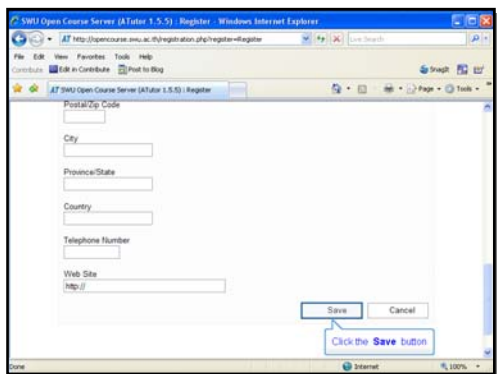 SWU Open Course Server (ATutor 1.5.5) : Register - Windows Internet Explorer
http://opencourse.swu.ac.th/registration.php?register=Register
Live Search
File Edit View Favorites Tools Help
Contribute Edit in Contribute Post to Blog
SnagIt
SWU Open Course Server (ATutor 1.5.5) : Register
Page Tools
Postal/Zip Code
City
Province/State
Country
Telephone Number
Web Site
http://
Save Cancel
Click the Save button
Done Internet 100%